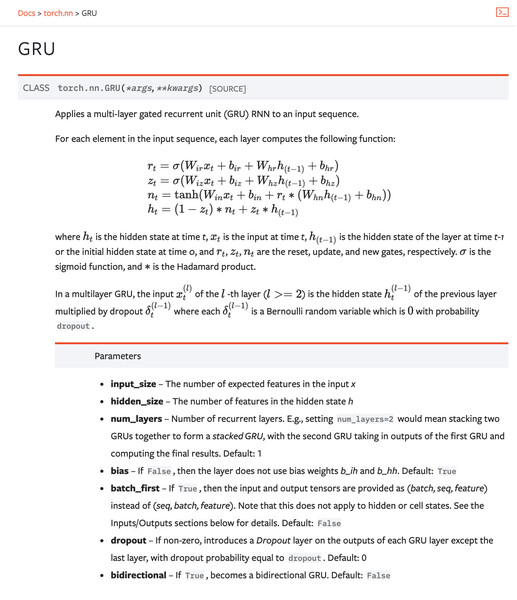 Docs > torch.nn > GRU
GRU
CLASS torch.nn.GRU(*args, **kwargs) [SOURCE]
Applies a multi-layer gated recurrent unit (GRU) RNN to an input sequence.
For each element in the input sequence, each layer computes the following function:
r_t = σ(W_{ir} x_t + b_{ir} + W_{hr} h_{(t−1)} + b_{hr})
z_t = σ(W_{iz} x_t + b_{iz} + W_{hz} h_{(t−1)} + b_{hz})
n_t = tanh(W_{in} x_t + b_{in} + r_t * (W_{hn} h_{(t−1)} + b_{hn}))
h_t = (1 − z_t) * n_t + z_t * h_{(t−1)}
where h_t is the hidden state at time t, x_t is the input at time t, h_{(t−1)} is the hidden state of the layer at time t-1
or the initial hidden state at time 0, and r_t, z_t, n_t are the reset, update, and new gates, respectively. σ is the
sigmoid function, and * is the Hadamard product.
In a multilayer GRU, the input x_t^{(l)} of the l -th layer (l >= 2) is the hidden state h_t^{(l−1)} of the previous layer
multiplied by dropout δ_t^{(l−1)} where each δ_t^{(l−1)} is a Bernoulli random variable which is 0 with probability
dropout .
Parameters
• input_size – The number of expected features in the input x
• hidden_size – The number of features in the hidden state h
• num_layers – Number of recurrent layers. E.g., setting num_layers=2 would mean stacking two
GRUs together to form a stacked GRU, with the second GRU taking in outputs of the first GRU and
computing the final results. Default: 1
• bias – If False , then the layer does not use bias weights b_ih and b_hh. Default: True
• batch_first – If True , then the input and output tensors are provided as (batch, seq, feature)
instead of (seq, batch, feature). Note that this does not apply to hidden or cell states. See the
Inputs/Outputs sections below for details. Default: False
• dropout – If non-zero, introduces a Dropout layer on the outputs of each GRU layer except the
last layer, with dropout probability equal to dropout . Default: 0
• bidirectional – If True , becomes a bidirectional GRU. Default: False